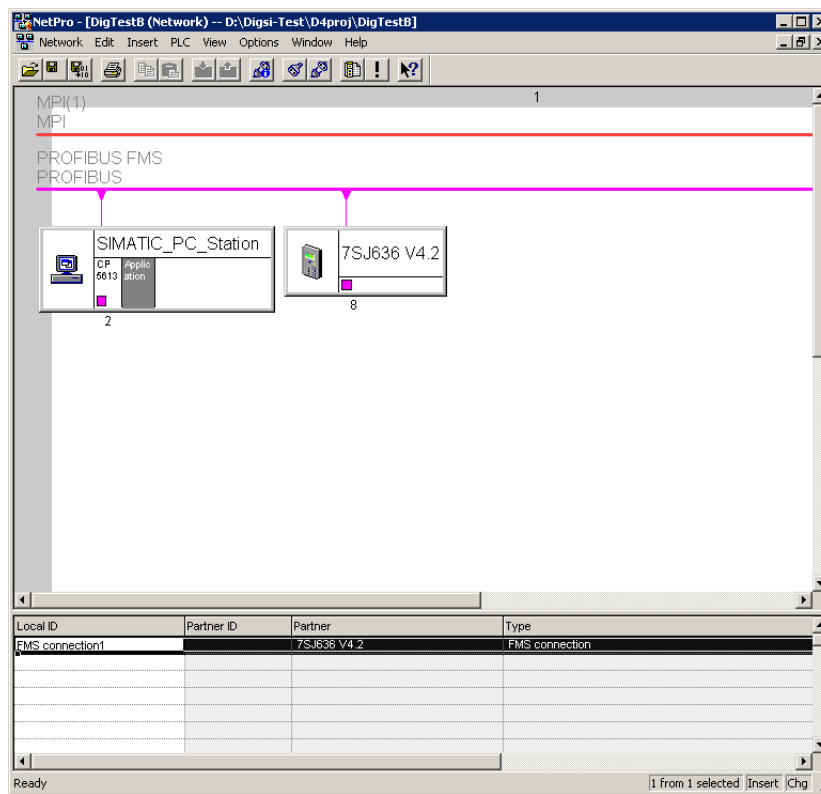 NetPro - [DigTestB (Network) -- D:\Digsi-Test\D4proj\DigTestB]
Network Edit Insert PLC View Options Window Help
1
MPI(1)
MPI
PROFIBUS FMS
PROFIBUS
SIMATIC_PC_Station
CP 5613
Applic ation
2
7SJ636 V4.2
8
Local ID Partner ID Partner Type
FMS connection1 7SJ636 V4.2 FMS connection
Ready 1 from 1 selected Insert Chg